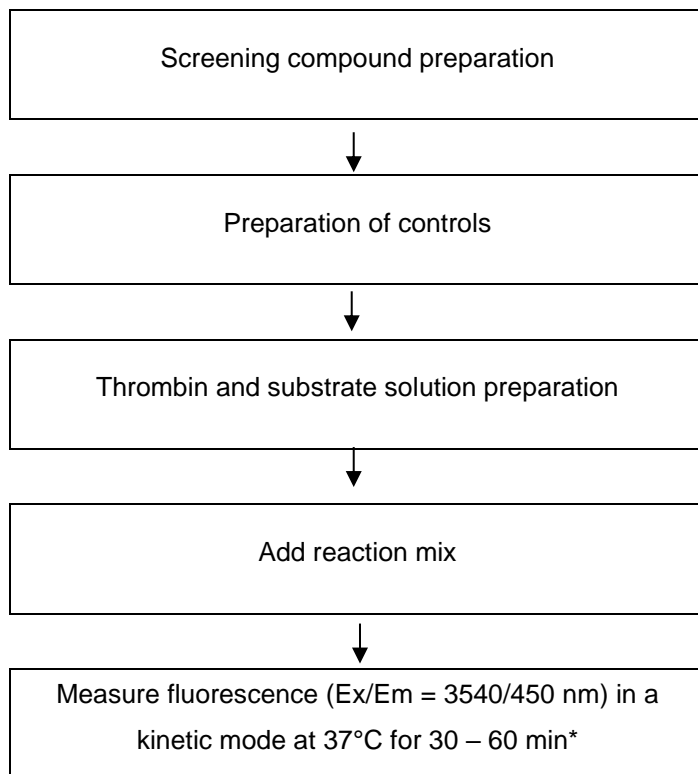 Screening compound preparation
Preparation of controls
Thrombin and substrate solution preparation
Add reaction mix
Measure fluorescence (Ex/Em = 3540/450 nm) in a
kinetic mode at 37°C for 30 – 60 min*